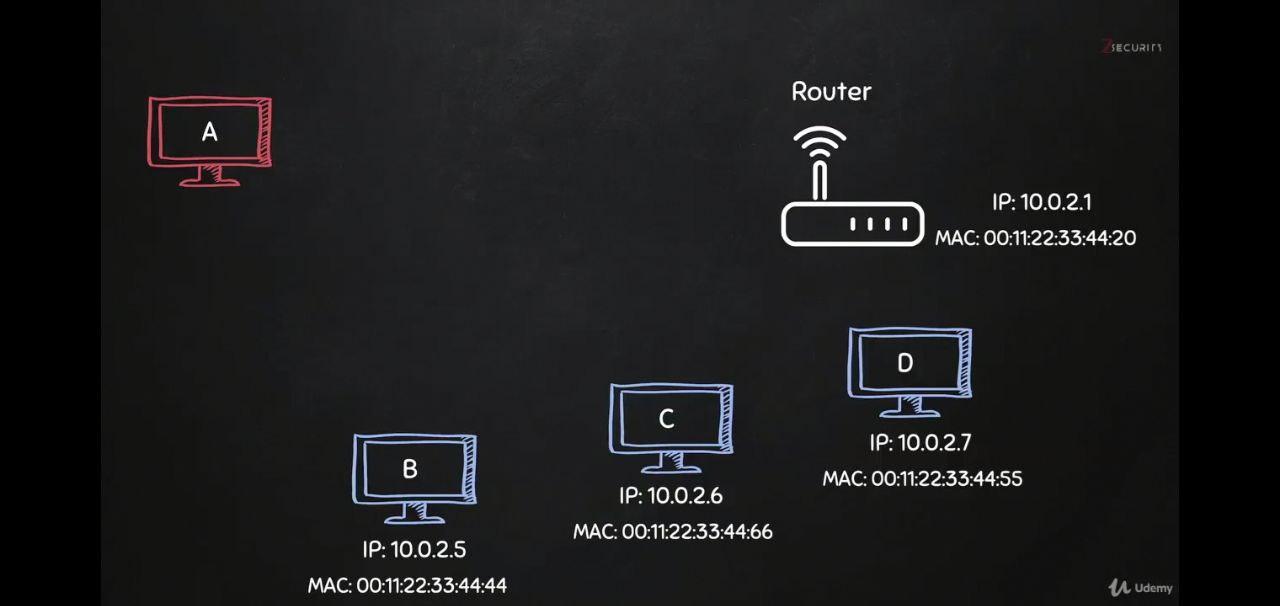 ZSECURITY
Router
A
IP: 10.0.2.1
MAC: 00:11:22:33:44:20
D
C
IP: 10.0.2.7
B
MAC: 00:11:22:33:44:55
IP: 10.0.2.6
MAC: 00:11:22:33:44:66
IP: 10.0.2.5
MAC: 00:11:22:33:44:44
Udemy